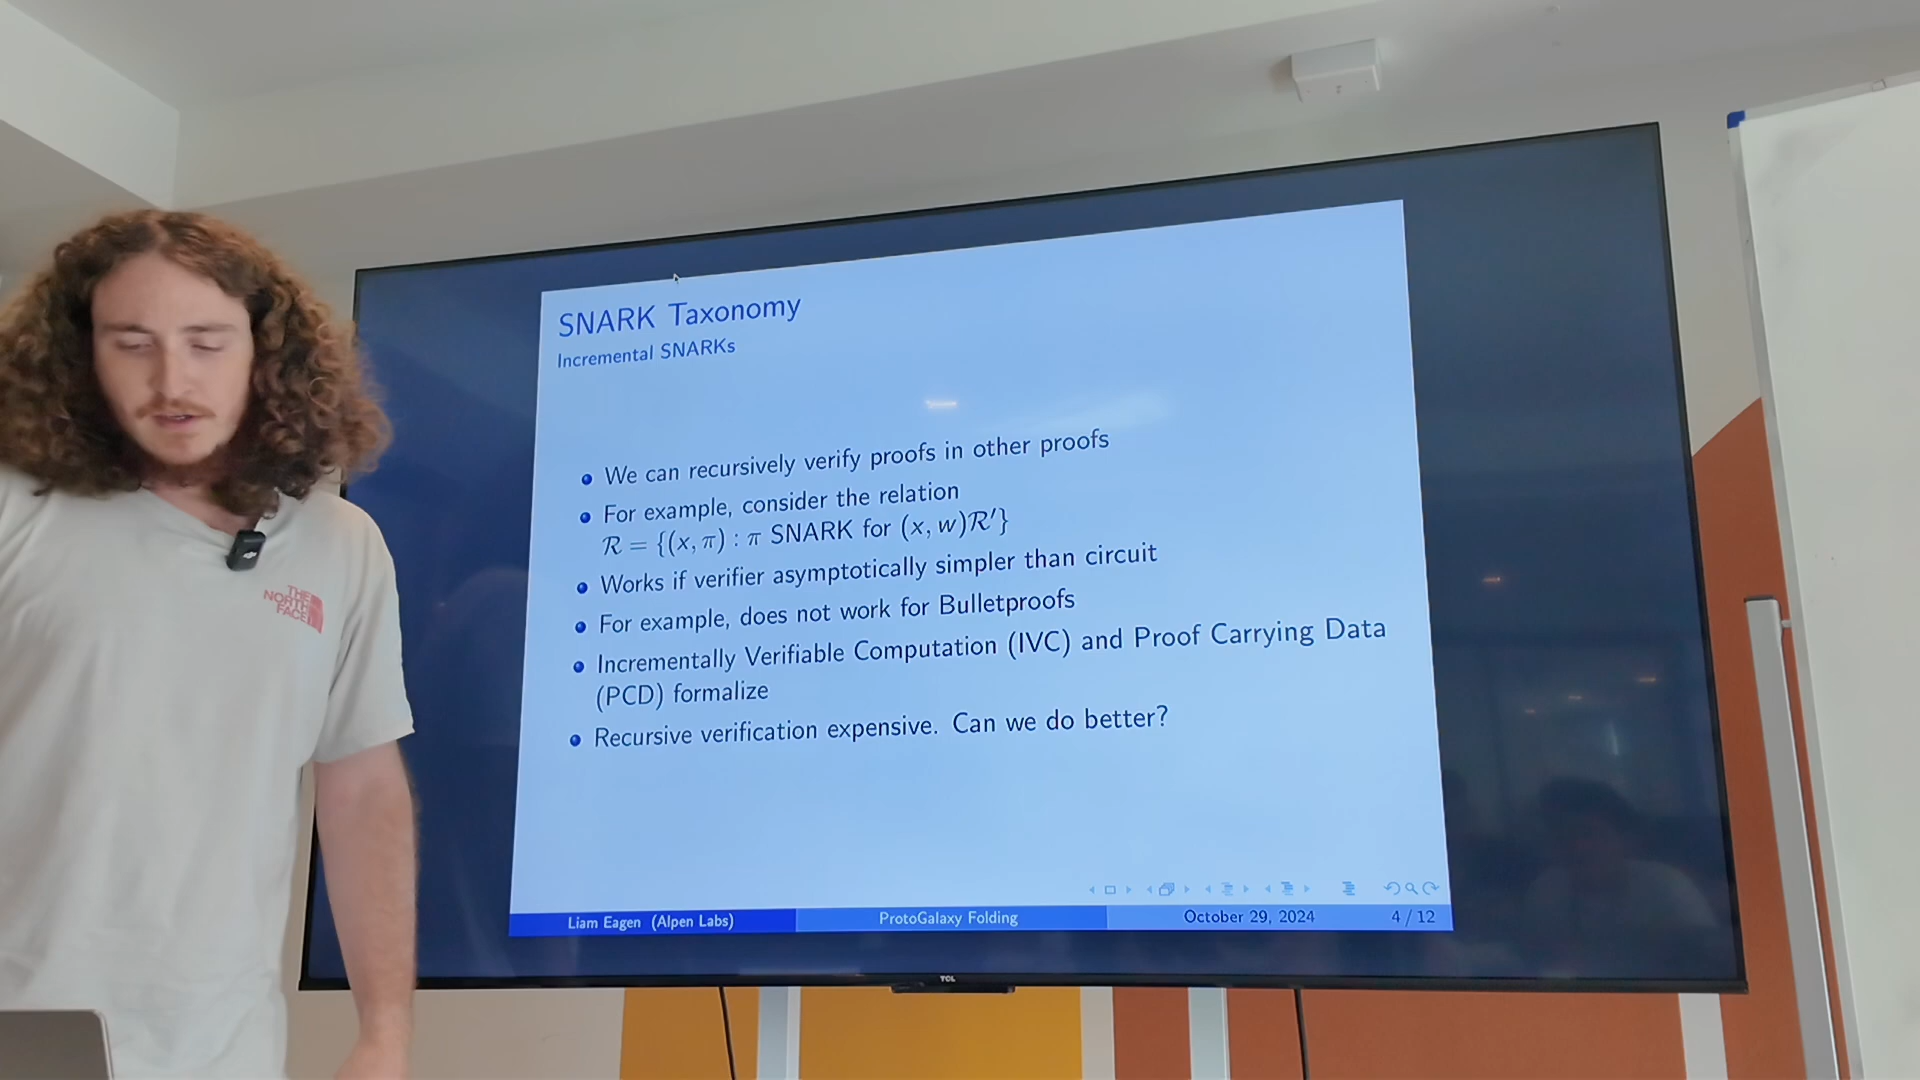 SNARK Taxonomy
Incremental SNARKs
We can recursively verify proofs in other proofs
For example, consider the relation
ℛ = {(x, π) : π SNARK for (x, w)ℛ′}
Works if verifier asymptotically simpler than circuit
For example, does not work for Bulletproofs
Incrementally Verifiable Computation (IVC) and Proof Carrying Data
(PCD) formalize
Recursive verification expensive. Can we do better?
Liam Eagen (Alpen Labs)
ProtoGalaxy Folding
October 29, 2024
4 / 12
THE
NORTH
FACE
TCL